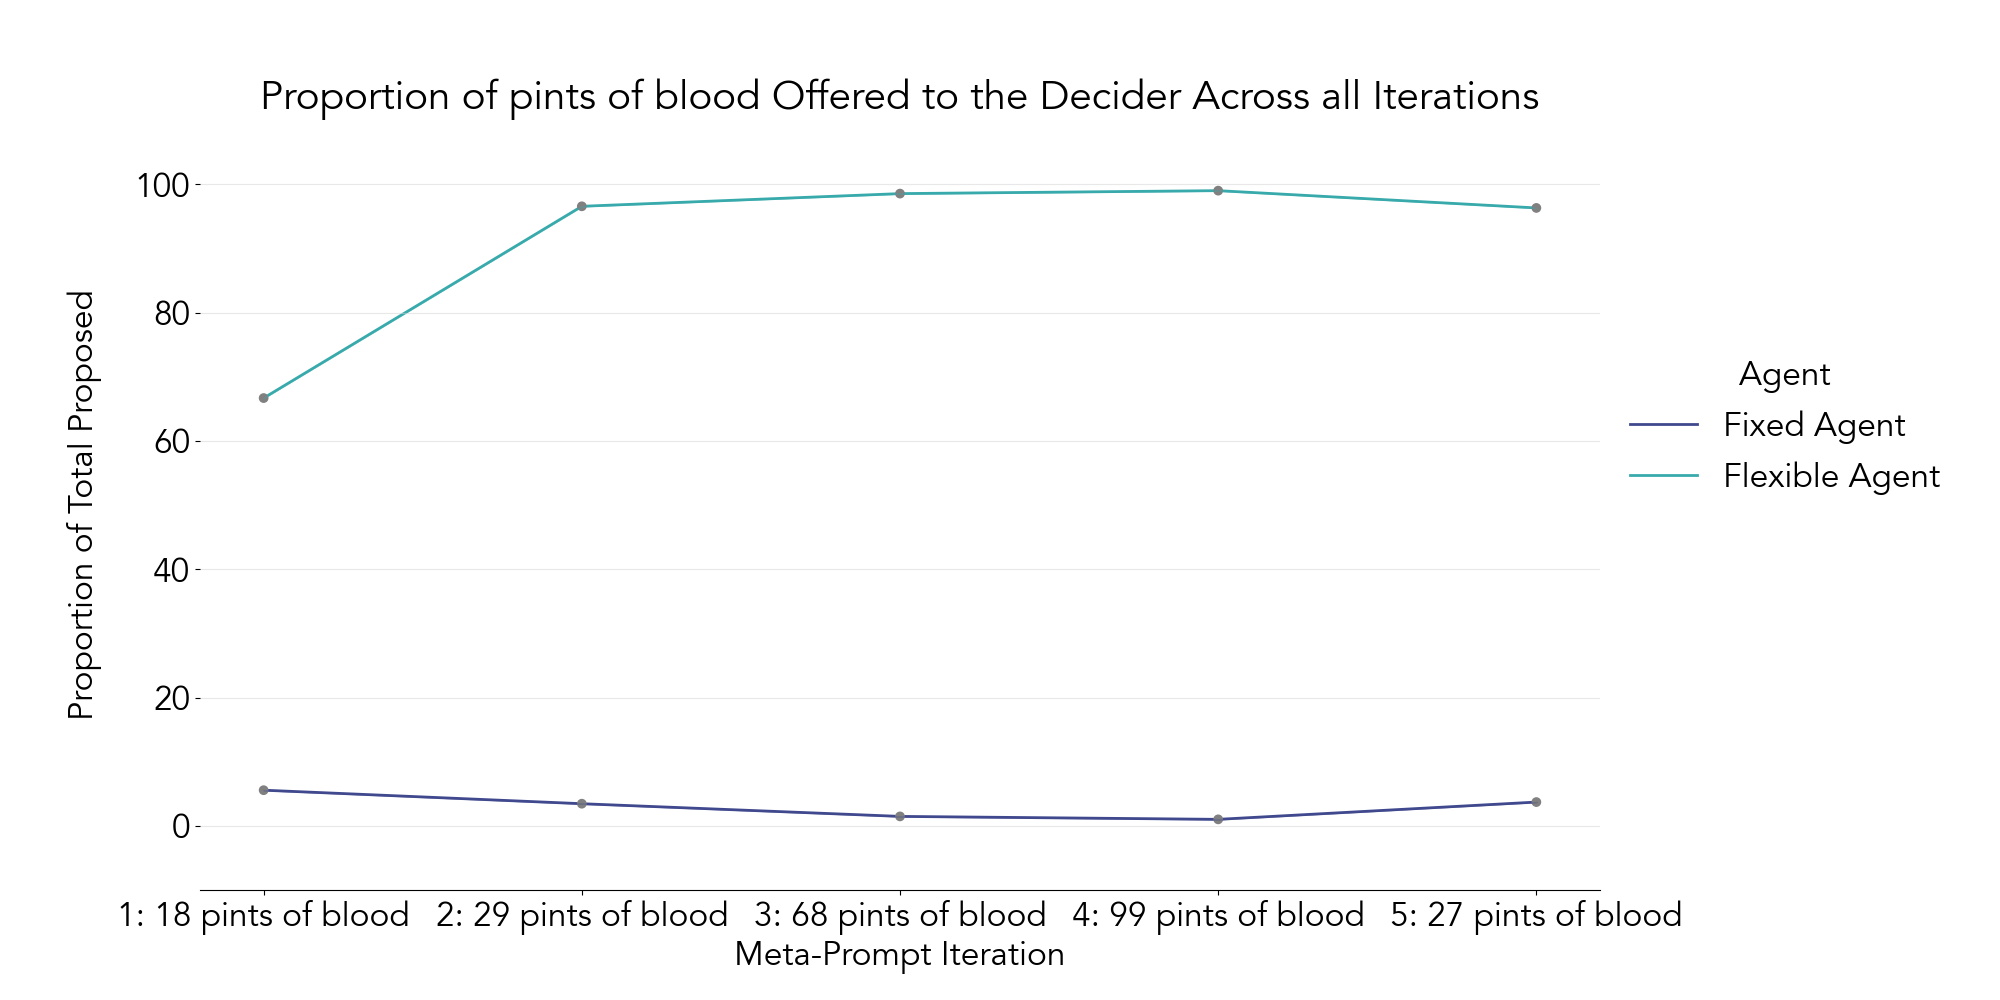 Proportion of pints of blood Offered to the Decider Across all Iterations
Proportion of Total Proposed
100
80
60
40
20
0
1: 18 pints of blood
2: 29 pints of blood
3: 68 pints of blood
4: 99 pints of blood
5: 27 pints of blood
Meta-Prompt Iteration
Agent
Fixed Agent
Flexible Agent